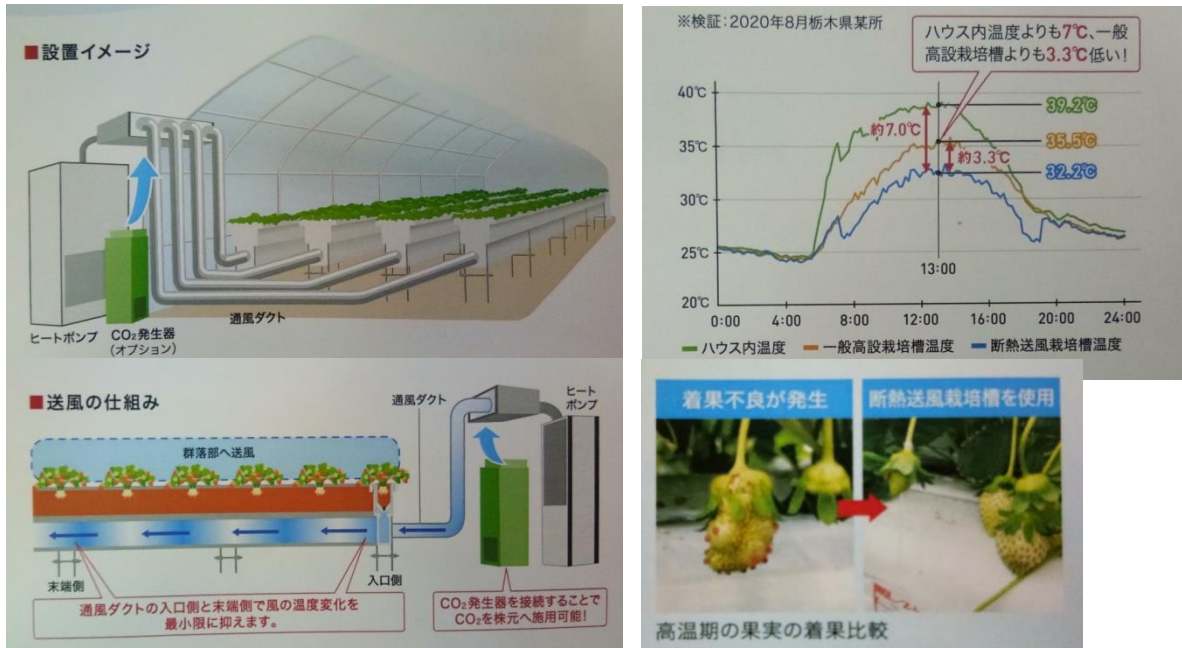 ■設置イメージ
通風ダクト
ヒートポンプ
CO₂発生器
(オプション)
■送風の仕組み
通風ダクト
ヒート
ポンプ
群落部へ送風
末端側
入口側
通風ダクトの入口側と末端側で風の温度変化を
最小限に抑えます。
CO₂発生器を接続することで
CO₂を株元へ施用可能!
※検証:2020年8月栃木県某所
ハウス内温度よりも7℃、一般
高設栽培槽よりも3.3℃低い!
40℃
35℃
30℃
25℃
20℃
39.2℃
35.5℃
32.2℃
約7.0℃
約3.3℃
13:00
0:00 4:00 8:00 12:00 16:00 20:00 24:00
ハウス内温度 一般高設栽培槽温度 断熱送風栽培槽温度
着果不良が発生
断熱送風栽培槽を使用
高温期の果実の着果比較